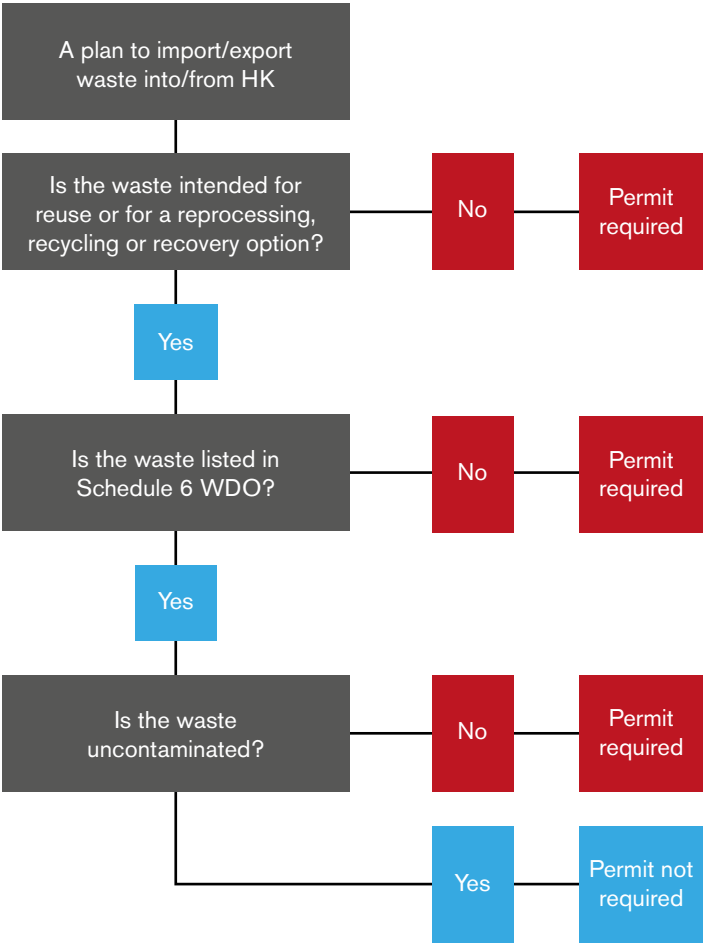 A plan to import/export
waste into/from HK
Is the waste intended for
reuse or for a reprocessing,
recycling or recovery option?
No
Permit
required
Yes
Is the waste listed in
Schedule 6 WDO?
No
Permit
required
Yes
Is the waste
uncontaminated?
No
Permit
required
Yes
Permit not
required